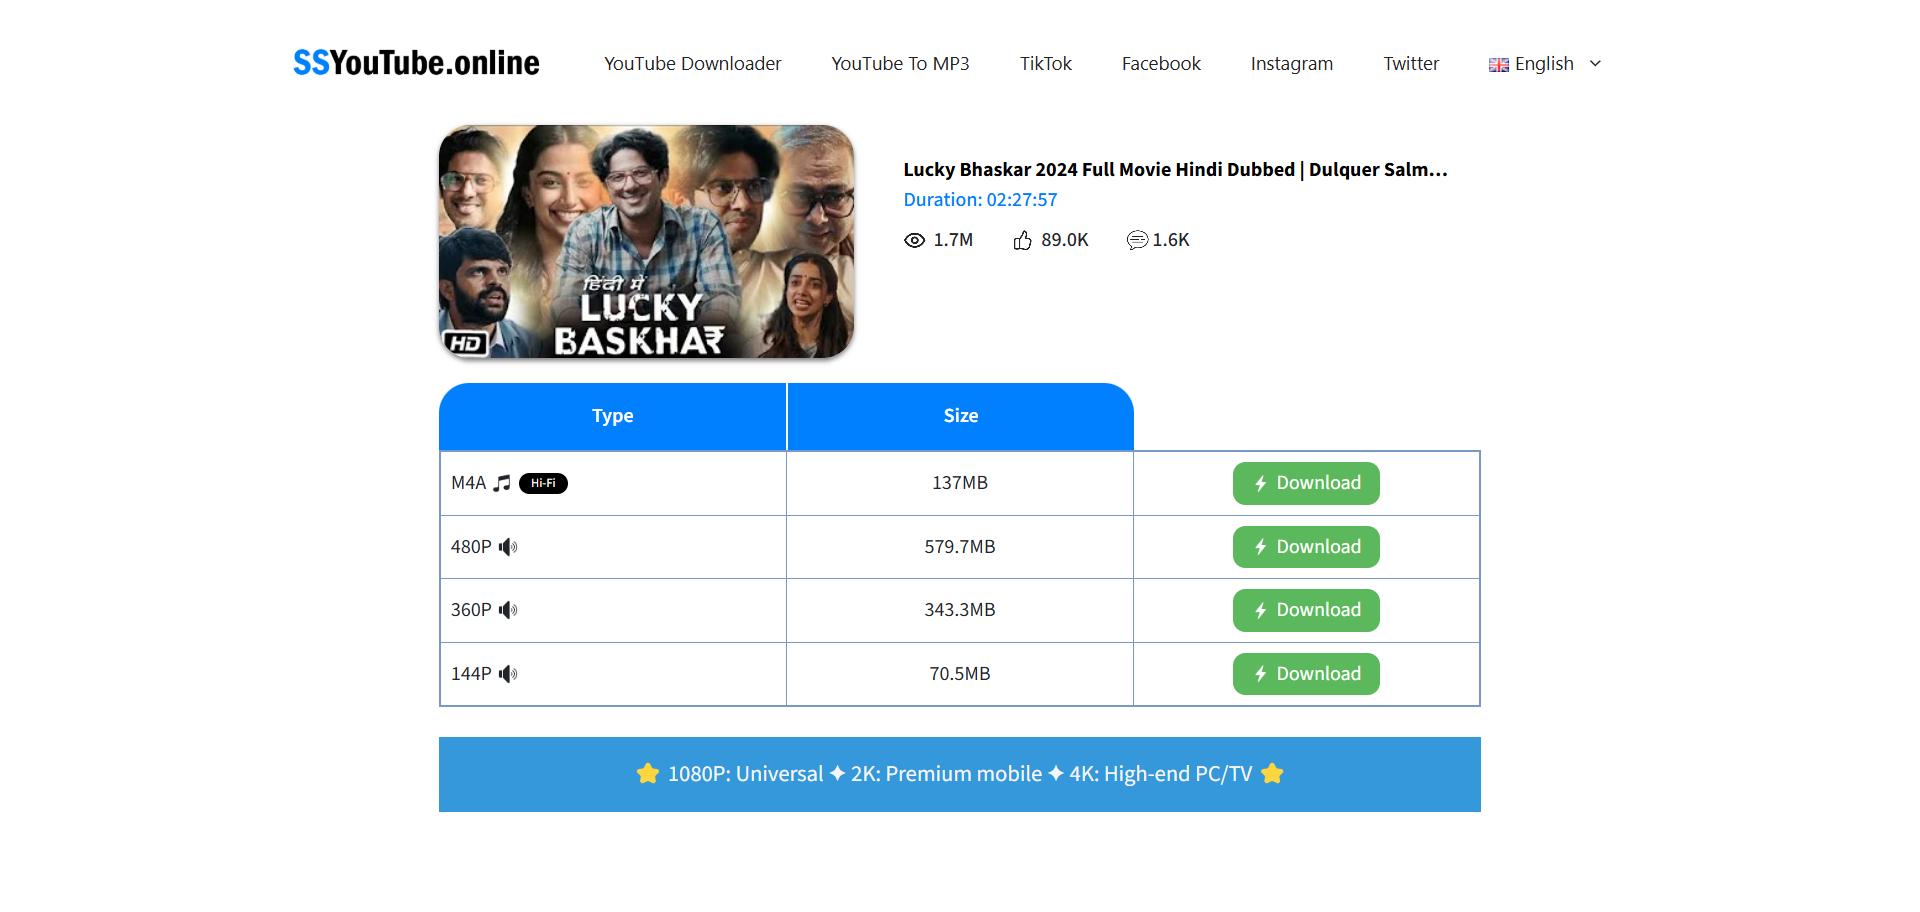 SSYouTube.online
YouTube Downloader YouTube To MP3 TikTok Facebook Instagram Twitter English
Lucky Bhaskar 2024 Full Movie Hindi Dubbed | Dulquer Salm...
Duration: 02:27:57
1.7M 89.0K 1.6K
हिंदी में
LUCKY
BASKHAर
HD
Type Size
M4A Hi-Fi 137MB Download
480P 579.7MB Download
360P 343.3MB Download
144P 70.5MB Download
1080P: Universal ✦ 2K: Premium mobile ✦ 4K: High-end PC/TV